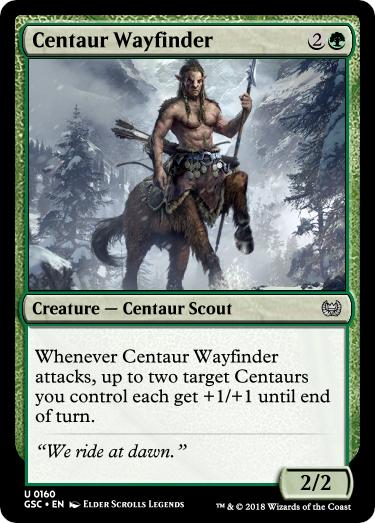 Centaur Wayfinder 2
Creature — Centaur Scout
Whenever Centaur Wayfinder
attacks, up to two target Centaurs
you control each get +1/+1 until end
of turn.
“We ride at dawn.”
2/2
U 0160
GSC • EN Elder Scrolls Legends
™ & © 2018 Wizards of the Coast